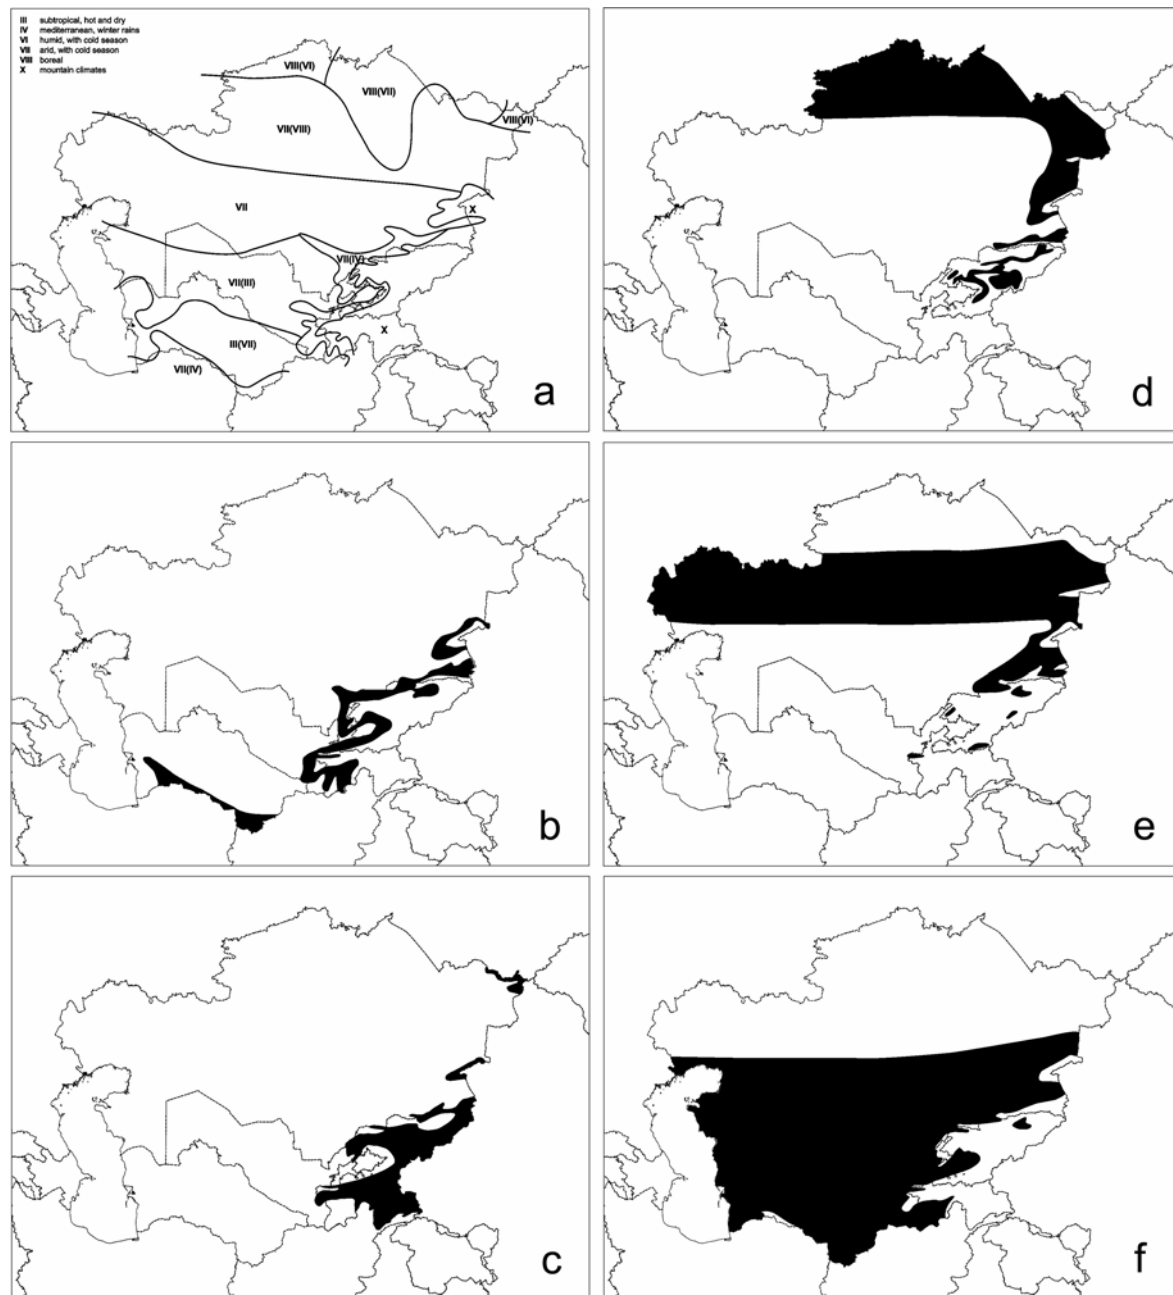 III subtropical, hot and dry
IV mediterranean, winter rains
VI humid, with cold season
VII arid, with cold season
VIII boreal
X mountain climates
VIII(VI)
VIII(VII)
VIII(VI)
VII(VIII)
VII
X
VII(IV)
VII(III)
X
III(VII)
VII(IV)
a
d
b
e
c
f